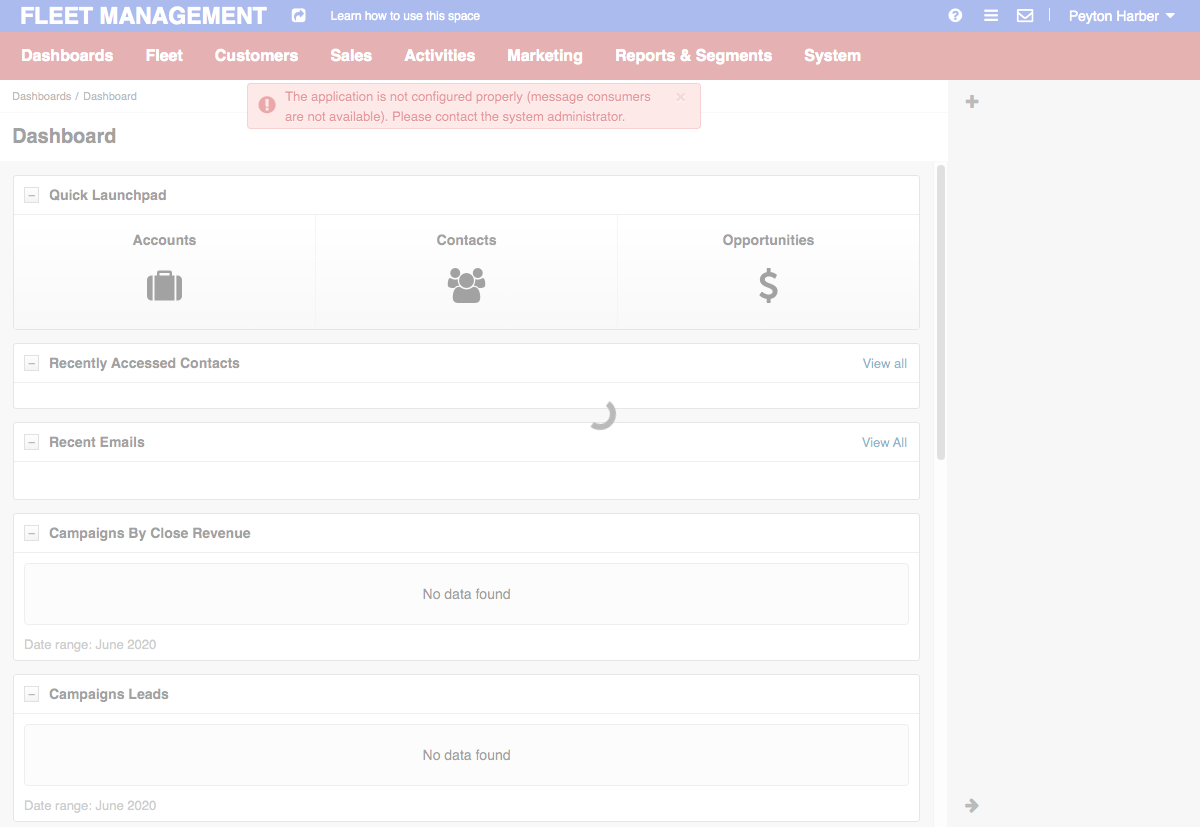 FLEET MANAGEMENT
Learn how to use this space
Peyton Harber
Dashboards Fleet Customers Sales Activities Marketing Reports & Segments System
Dashboards / Dashboard
The application is not configured properly (message consumers
are not available). Please contact the system administrator.
Dashboard
Quick Launchpad
Accounts Contacts Opportunities
Recently Accessed Contacts View all
Recent Emails View All
Campaigns By Close Revenue
No data found
Date range: June 2020
Campaigns Leads
No data found
Date range: June 2020